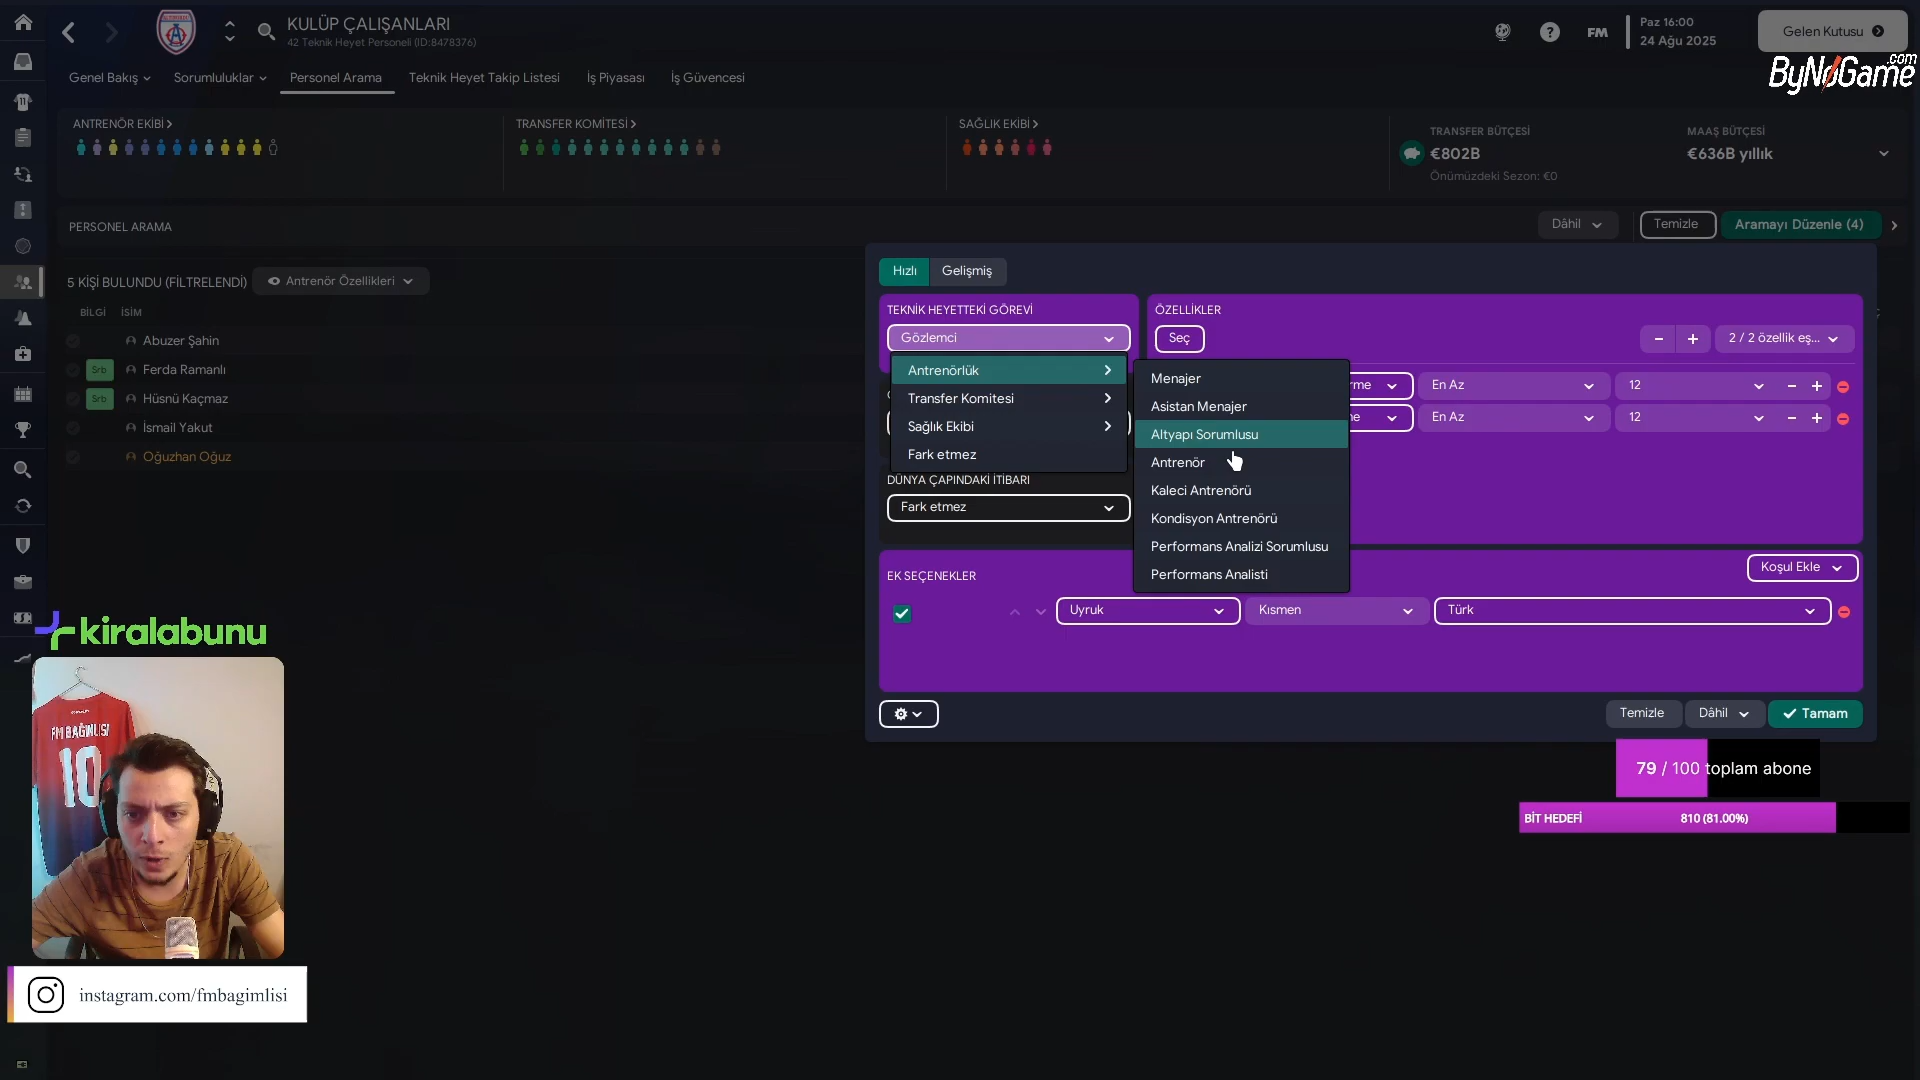 KULÜP ÇALIŞANLARI
42 Teknik Heyet Personeli (ID:8478376)
FM
Paz 16:00
24 Ağu 2025
Gelen Kutusu
ByNoGame.com
Genel Bakış
Sorumluluklar
Personel Arama
Teknik Heyet Takip Listesi
İş Piyasası
İş Güvencesi
ANTRENÖR EKİBİ
TRANSFER KOMİTESİ
SAĞLIK EKİBİ
TRANSFER BÜTÇESİ
€802B
Önümüzdeki Sezon: €0
MAAŞ BÜTÇESİ
€636B yıllık
PERSONEL ARAMA
Dâhil
Temizle
Aramayı Düzenle (4)
5 KİŞİ BULUNDU (FİLTRELENDİ)
Antrenör Özellikleri
BİLGİ
İSİM
Abuzer Şahin
Srb Ferda Ramanlı
Srb Hüsnü Kaçmaz
İsmail Yakut
Oğuzhan Oğuz
Hızlı
Gelişmiş
TEKNİK HEYETTEKİ GÖREVİ
Gözlemci
Antrenörlük
Transfer Komitesi
Sağlık Ekibi
Fark etmez
Menajer
Asistan Menajer
Altyapı Sorumlusu
Antrenör
Kaleci Antrenörü
Kondisyon Antrenörü
Performans Analizi Sorumlusu
Performans Analisti
DÜNYA ÇAPINDAKİ İTİBARI
Fark etmez
ÖZELLİKLER
Seç
2 / 2 özellik eş...
rme
En Az
12
ne
En Az
12
EK SEÇENEKLER
Koşul Ekle
Uyruk
Kısmen
Türk
Temizle
Dâhil
Tamam
kiralabunu
FM BAĞIMLISI
10
79 / 100 toplam abone
BİT HEDEFİ
810 (81.00%)
instagram.com/fmbagimlisi